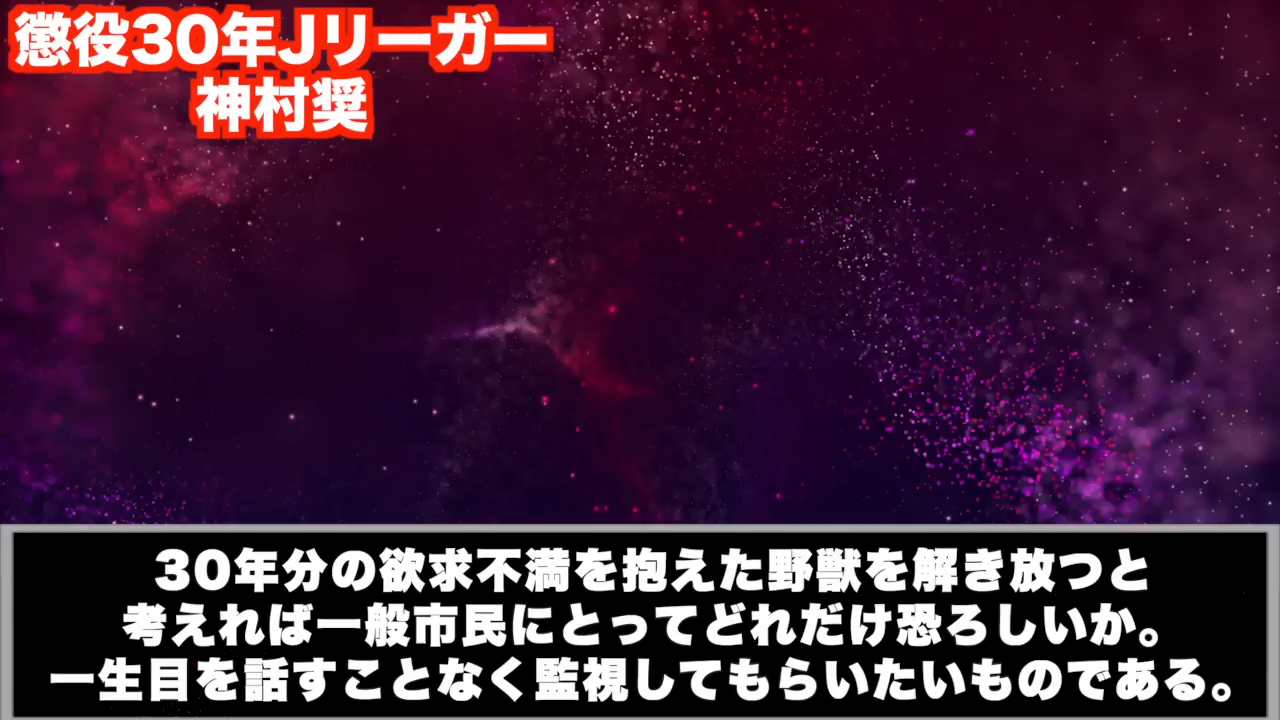 懲役30年Jリーガー
神村奨
30年分の欲求不満を抱えた野獣を解き放つと
考えれば一般市民にとってどれだけ恐ろしいか。
一生目を話すことなく監視してもらいたいものである。